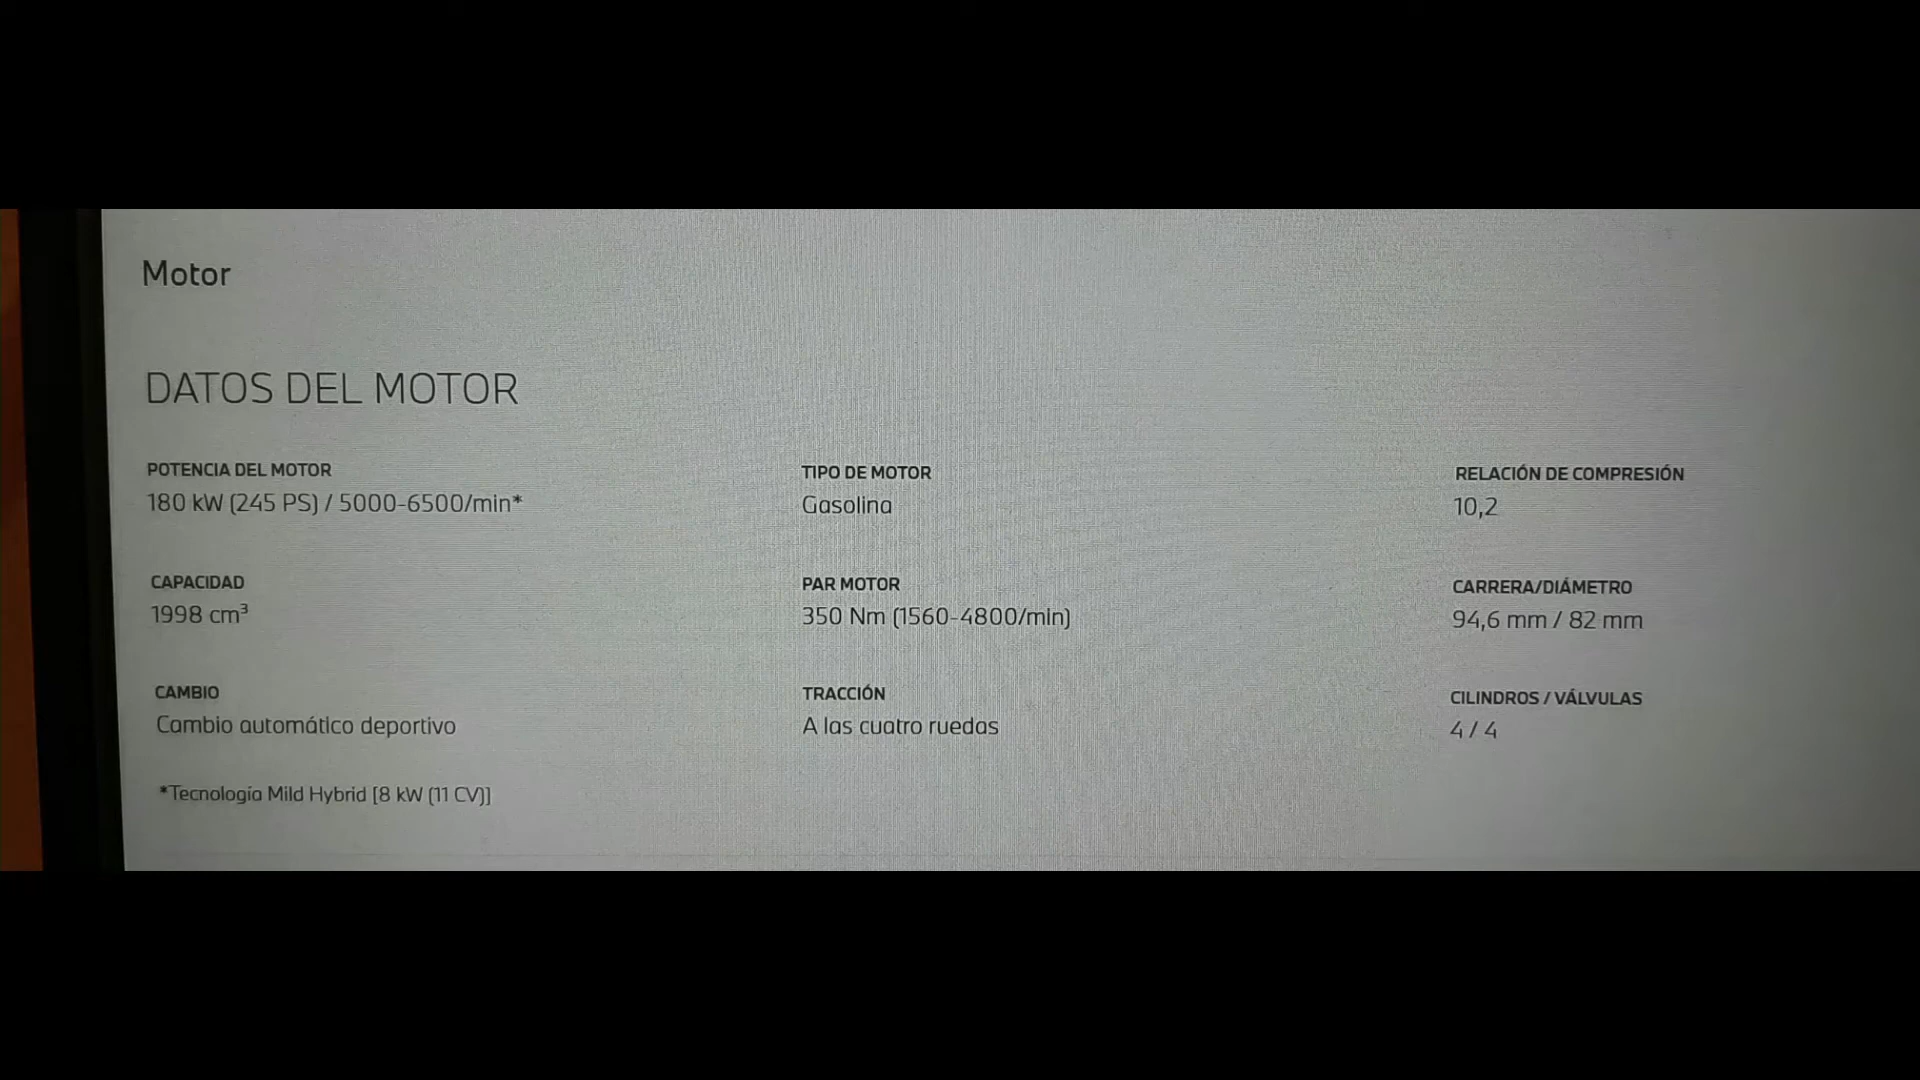 Motor
DATOS DEL MOTOR
POTENCIA DEL MOTOR
180 kW (245 PS) / 5000-6500/min*
TIPO DE MOTOR
Gasolina
RELACIÓN DE COMPRESIÓN
10,2
CAPACIDAD
1998 cm³
PAR MOTOR
350 Nm (1560-4800/min)
CARRERA/DIÁMETRO
94,6 mm / 82 mm
CAMBIO
Cambio automático deportivo
TRACCIÓN
A las cuatro ruedas
CILINDROS / VÁLVULAS
4 / 4
*Tecnología Mild Hybrid [8 kW (11 CV)]